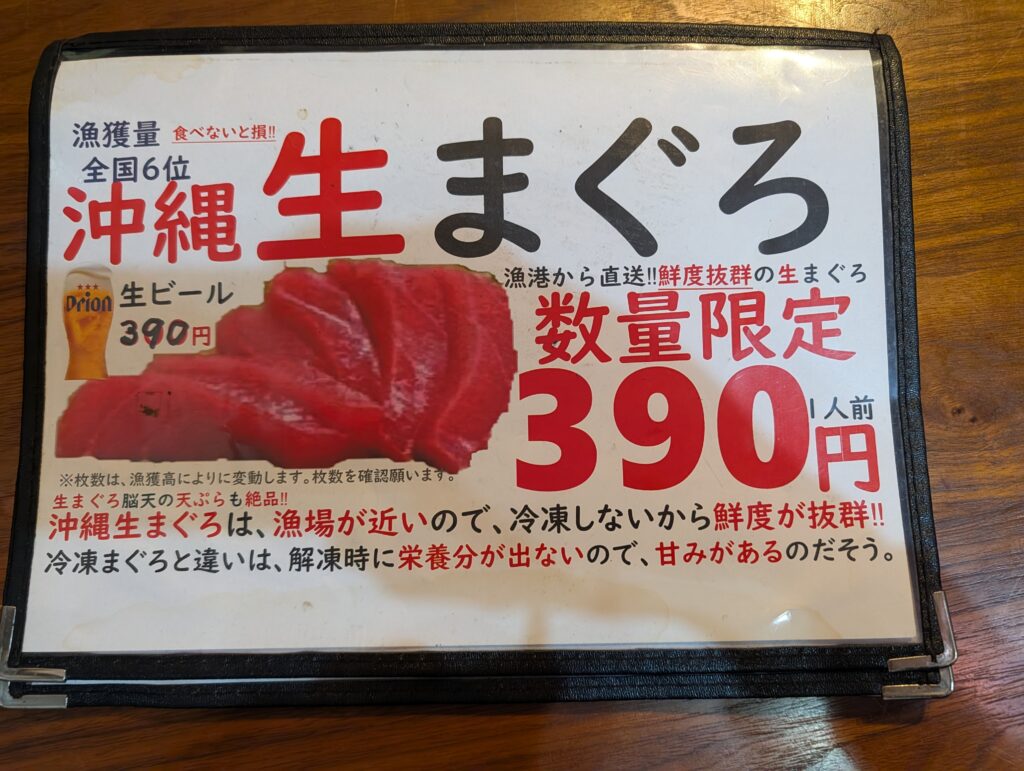 漁獲量 食べないと損!!
全国6位
沖縄 生まぐろ
漁港から直送!!鮮度抜群の生まぐろ
Orion
生ビール
390円
数量限定
390円
1人前
※枚数は、漁獲高によりに変動します。枚数を確認願います。
生まぐろ脳天の天ぷらも絶品!!
沖縄生まぐろは、漁場が近いので、冷凍しないから鮮度が抜群!!
冷凍まぐろと違いは、解凍時に栄養分が出ないので、甘みがあるのだそう。